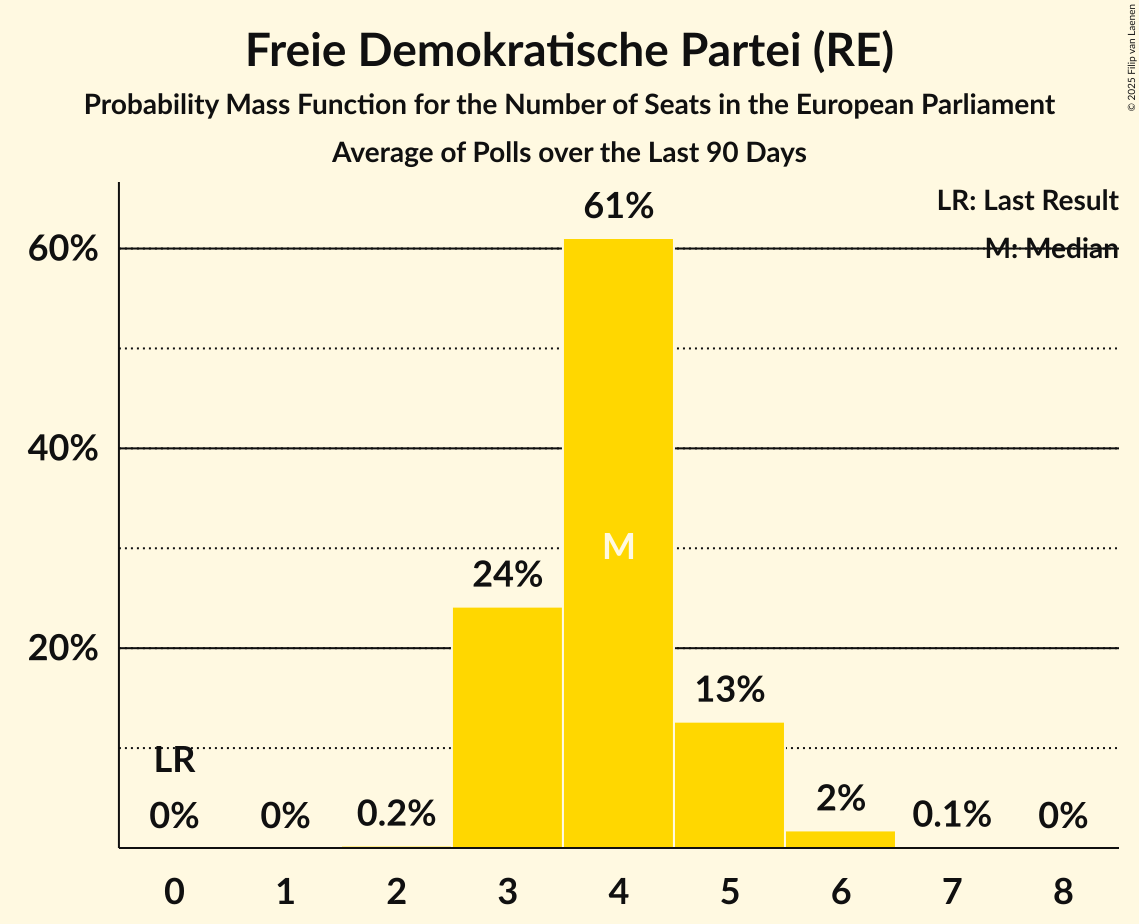 Freie Demokratische Partei (RE)
Probability Mass Function for the Number of Seats in the European Parliament
Average of Polls over the Last 90 Days
© 2025 Filip van Laenen
LR: Last Result
M: Median
61%
60%
40%
M
24%
20%
13%
LR
0%
0%
0.2%
2%
0.1%
0%
0 1 2 3 4 5 6 7 8